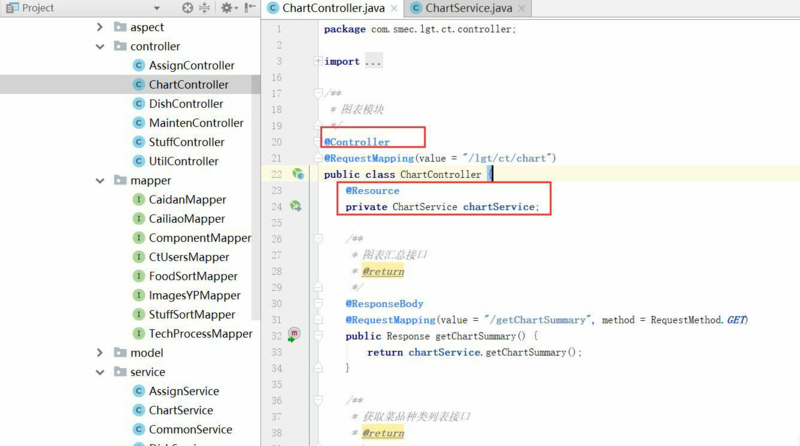 Project
ChartController.java
ChartService.java
aspect
controller
AssignController
ChartController
DishController
MaintenController
StuffController
UtilController
mapper
CaidanMapper
CailiaoMapper
ComponentMapper
CtUsersMapper
FoodSortMapper
ImagesYPMapper
StuffSortMapper
TechProcessMapper
model
service
AssignService
ChartService
CommonService
1 package com.smec.lgt.ct.controller;
2
3 import ...
16
17 /**
18 * 图表模块
19 */
20 @Controller
21 @RequestMapping(value = "/lgt/ct/chart")
22 public class ChartController {
23 @Resource
24 private ChartService chartService;
25
26 /**
27 * 图表汇总接口
28 * @return
29 */
30 @ResponseBody
31 @RequestMapping(value = "/getChartSummary", method = RequestMethod.GET)
32 public Response getChartSummary() {
33 return chartService.getChartSummary();
34 }
35
36 /**
37 * 获取菜品种类列表接口
38 * @return